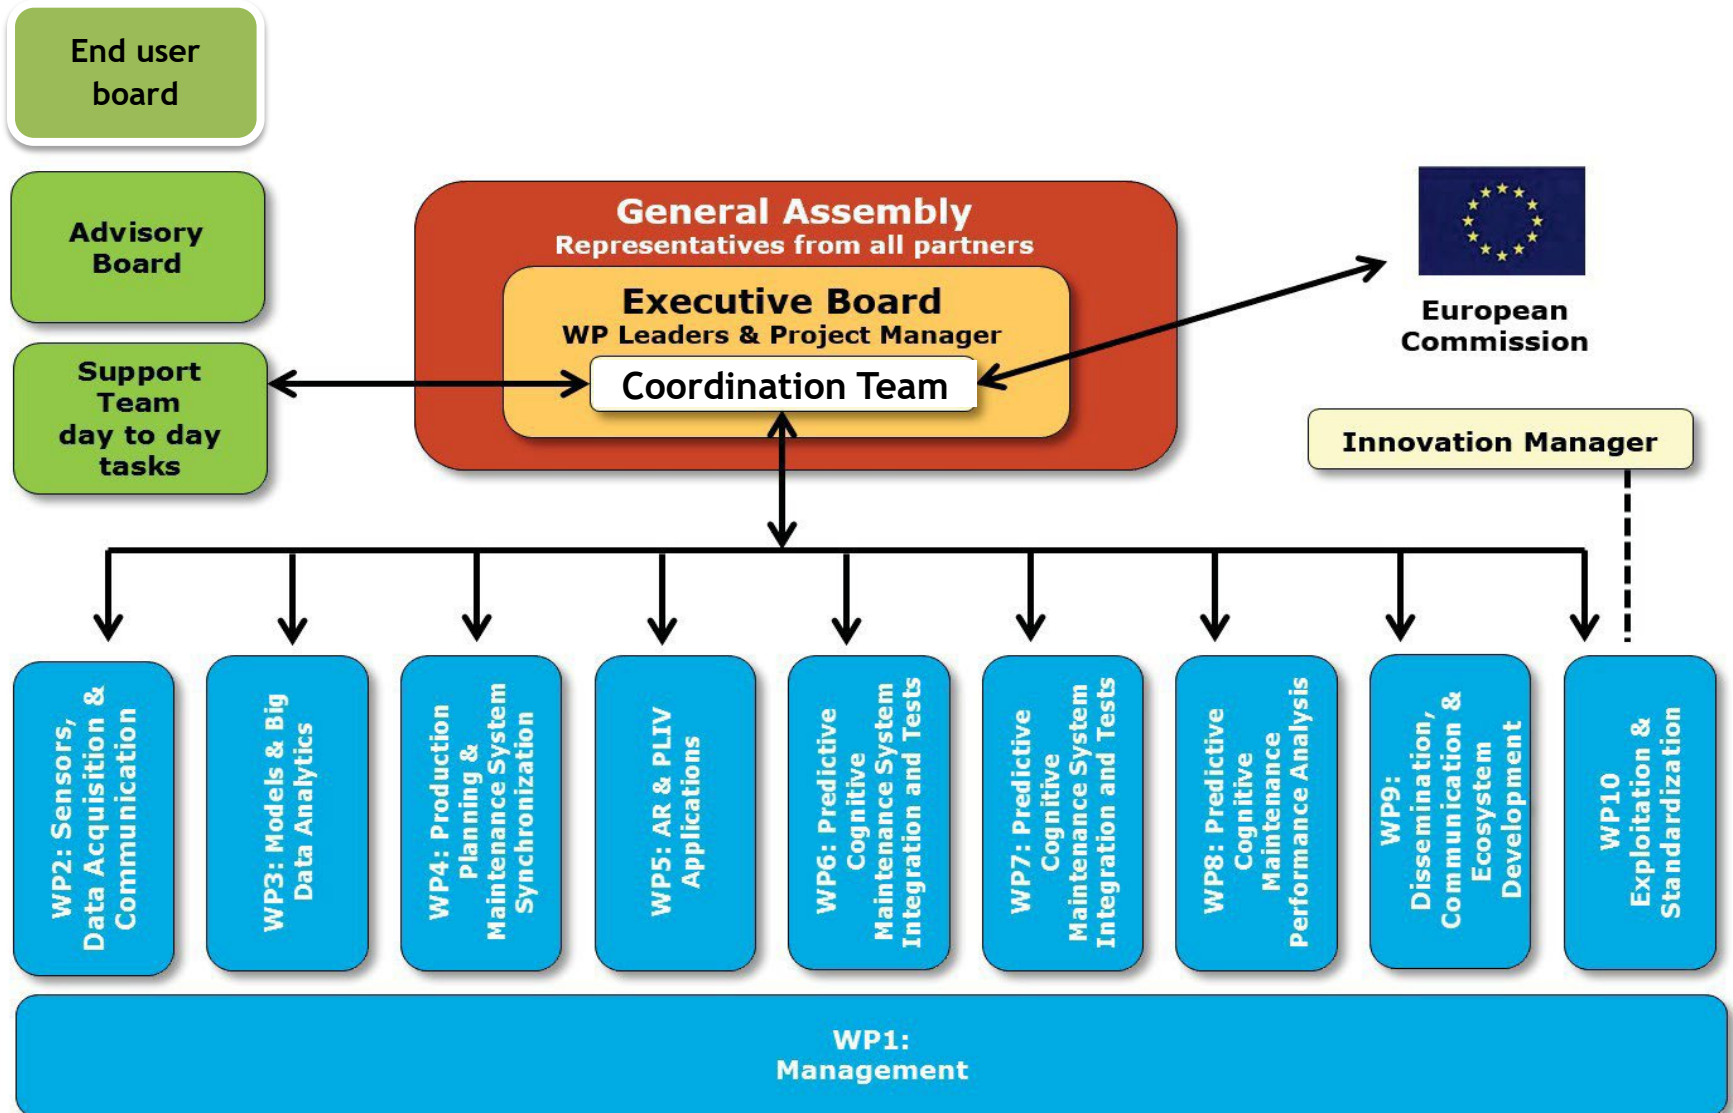 End user
board
Advisory
Board
Support
Team
day to day
tasks
General Assembly
Representatives from all partners
Executive Board
WP Leaders & Project Manager
Coordination Team
European
Commission
Innovation Manager
WP2: Sensors,
Data Acquisition &
Communication
WP3: Models & Big
Data Analytics
WP4: Production
Planning &
Maintenance System
Synchronization
WP5: AR & PLIV
Applications
WP6: Predictive
Cognitive
Maintenance System
Integration and Tests
WP7: Predictive
Cognitive
Maintenance System
Integration and Tests
WP8: Predictive
Cognitive
Maintenance
Performance Analysis
WP9:
Dissemination,
Communication &
Ecosystem
Development
WP10
Exploitation &
Standardization
WP1:
Management